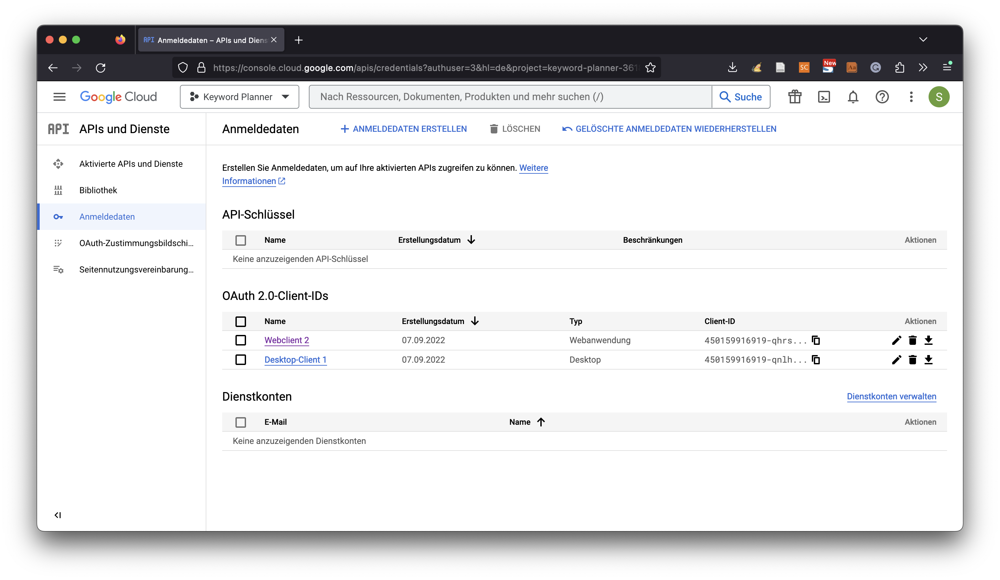 API Anmeldedaten – APIs und Diens
https://console.cloud.google.com/apis/credentials?authuser=3&hl=de&project=keyword-planner-361
SC
New
Aa
G
Google Cloud
Keyword Planner
Nach Ressourcen, Dokumenten, Produkten und mehr suchen (/)
Suche
S
API APIs und Dienste
Anmeldedaten
ANMELDEDATEN ERSTELLEN
LÖSCHEN
GELÖSCHTE ANMELDEDATEN WIEDERHERSTELLEN
Aktivierte APIs und Dienste
Bibliothek
Anmeldedaten
OAuth-Zustimmungsbildschi...
Seitennutzungsvereinbarung...
Erstellen Sie Anmeldedaten, um auf Ihre aktivierten APIs zugreifen zu können. Weitere
Informationen
API-Schlüssel
Name Erstellungsdatum Beschränkungen Aktionen
Keine anzuzeigenden API-Schlüssel
OAuth 2.0-Client-IDs
Name Erstellungsdatum Typ Client-ID Aktionen
Webclient 2 07.09.2022 Webanwendung 450159916919-qhrs...
Desktop-Client 1 07.09.2022 Desktop 450159916919-qnlh...
Dienstkonten
Dienstkonten verwalten
E-Mail Name Aktionen
Keine anzuzeigenden Dienstkonten